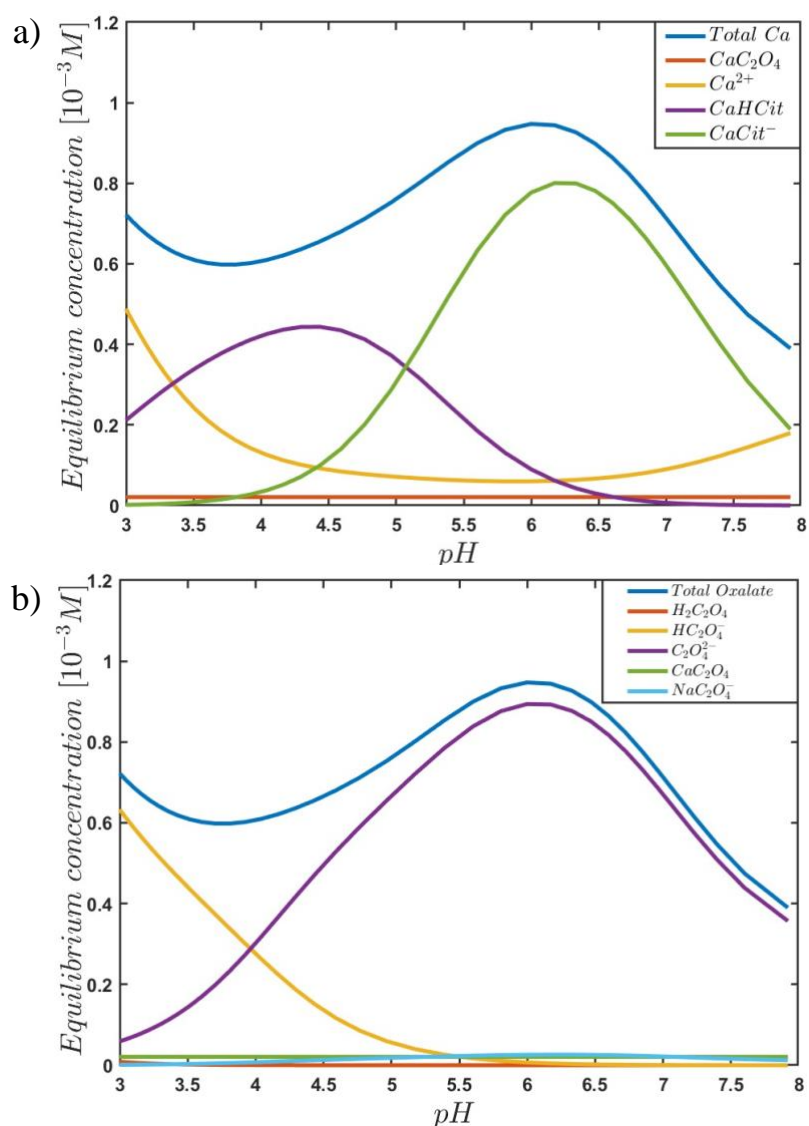 a)
Equilibrium concentration [10⁻³M]
1.2
1
0.8
0.6
0.4
0.2
0
3 3.5 4 4.5 5 5.5 6 6.5 7 7.5 8
pH
Total Ca
CaC₂O₄
Ca²⁺
CaHCit
CaCit⁻
b)
Equilibrium concentration [10⁻³M]
1.2
1
0.8
0.6
0.4
0.2
0
3 3.5 4 4.5 5 5.5 6 6.5 7 7.5 8
pH
Total Oxalate
H₂C₂O₄
HC₂O₄⁻
C₂O₄²⁻
CaC₂O₄
NaC₂O₄⁻